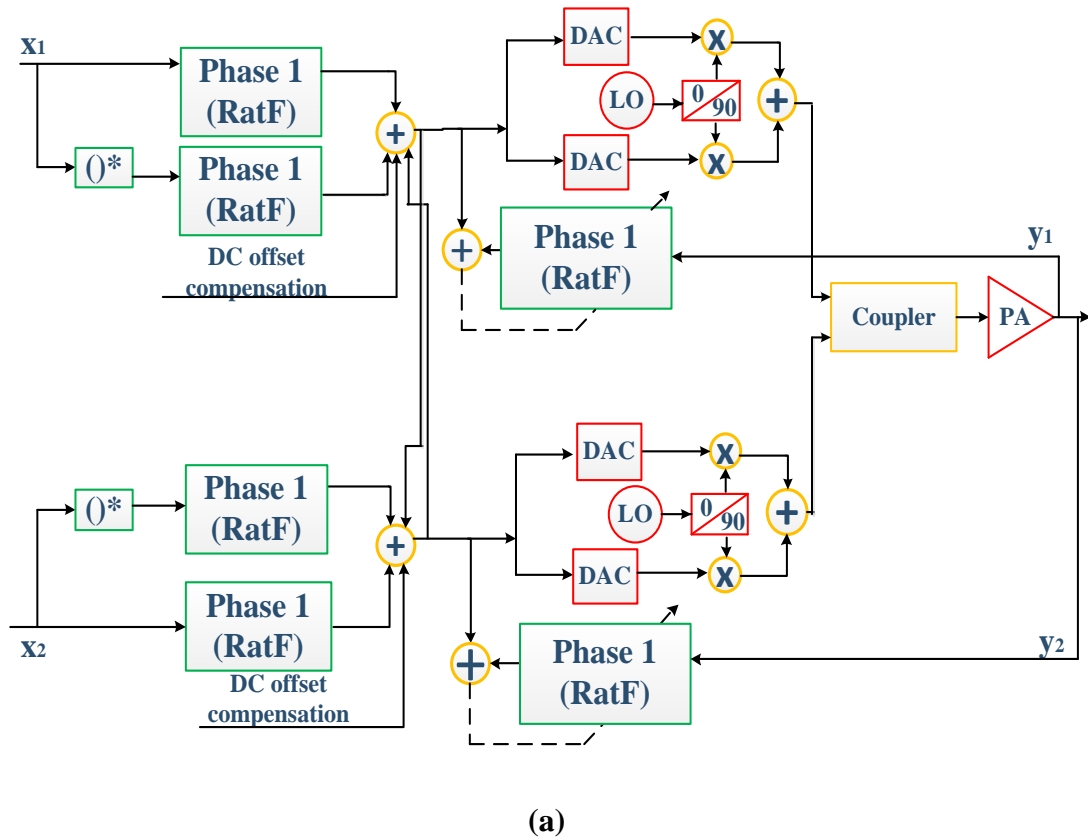 x1
Phase 1
(RatF)
()*
Phase 1
(RatF)
DC offset
compensation
+
DAC
DAC
LO
0
90
X
X
+
+
Phase 1
(RatF)
y1
Coupler
PA
()*
Phase 1
(RatF)
x2
Phase 1
(RatF)
DC offset
compensation
+
DAC
DAC
LO
0
90
X
X
+
+
Phase 1
(RatF)
y2
(a)